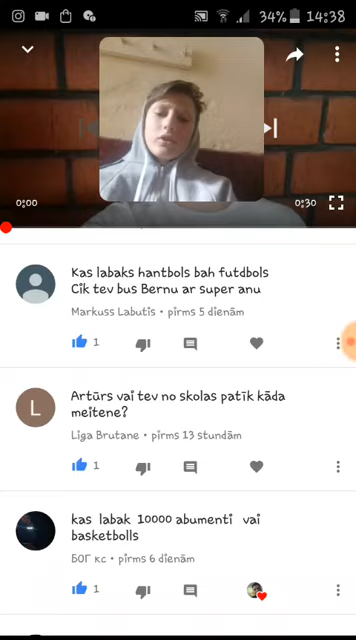 34% 14:38
0:00
0:30
Kas labaks hantbols bah futdbols
Cik tev bus Bernu ar super anu
Markuss Labutis • pirms 5 dienām
1
Artūrs vai tev no skolas patīk kāda
meitene?
L
Liga Brutane • pirms 13 stundām
1
kas labak 10000 abumenti vai
basketbolls
БОГ кс • pirms 6 dienām
1